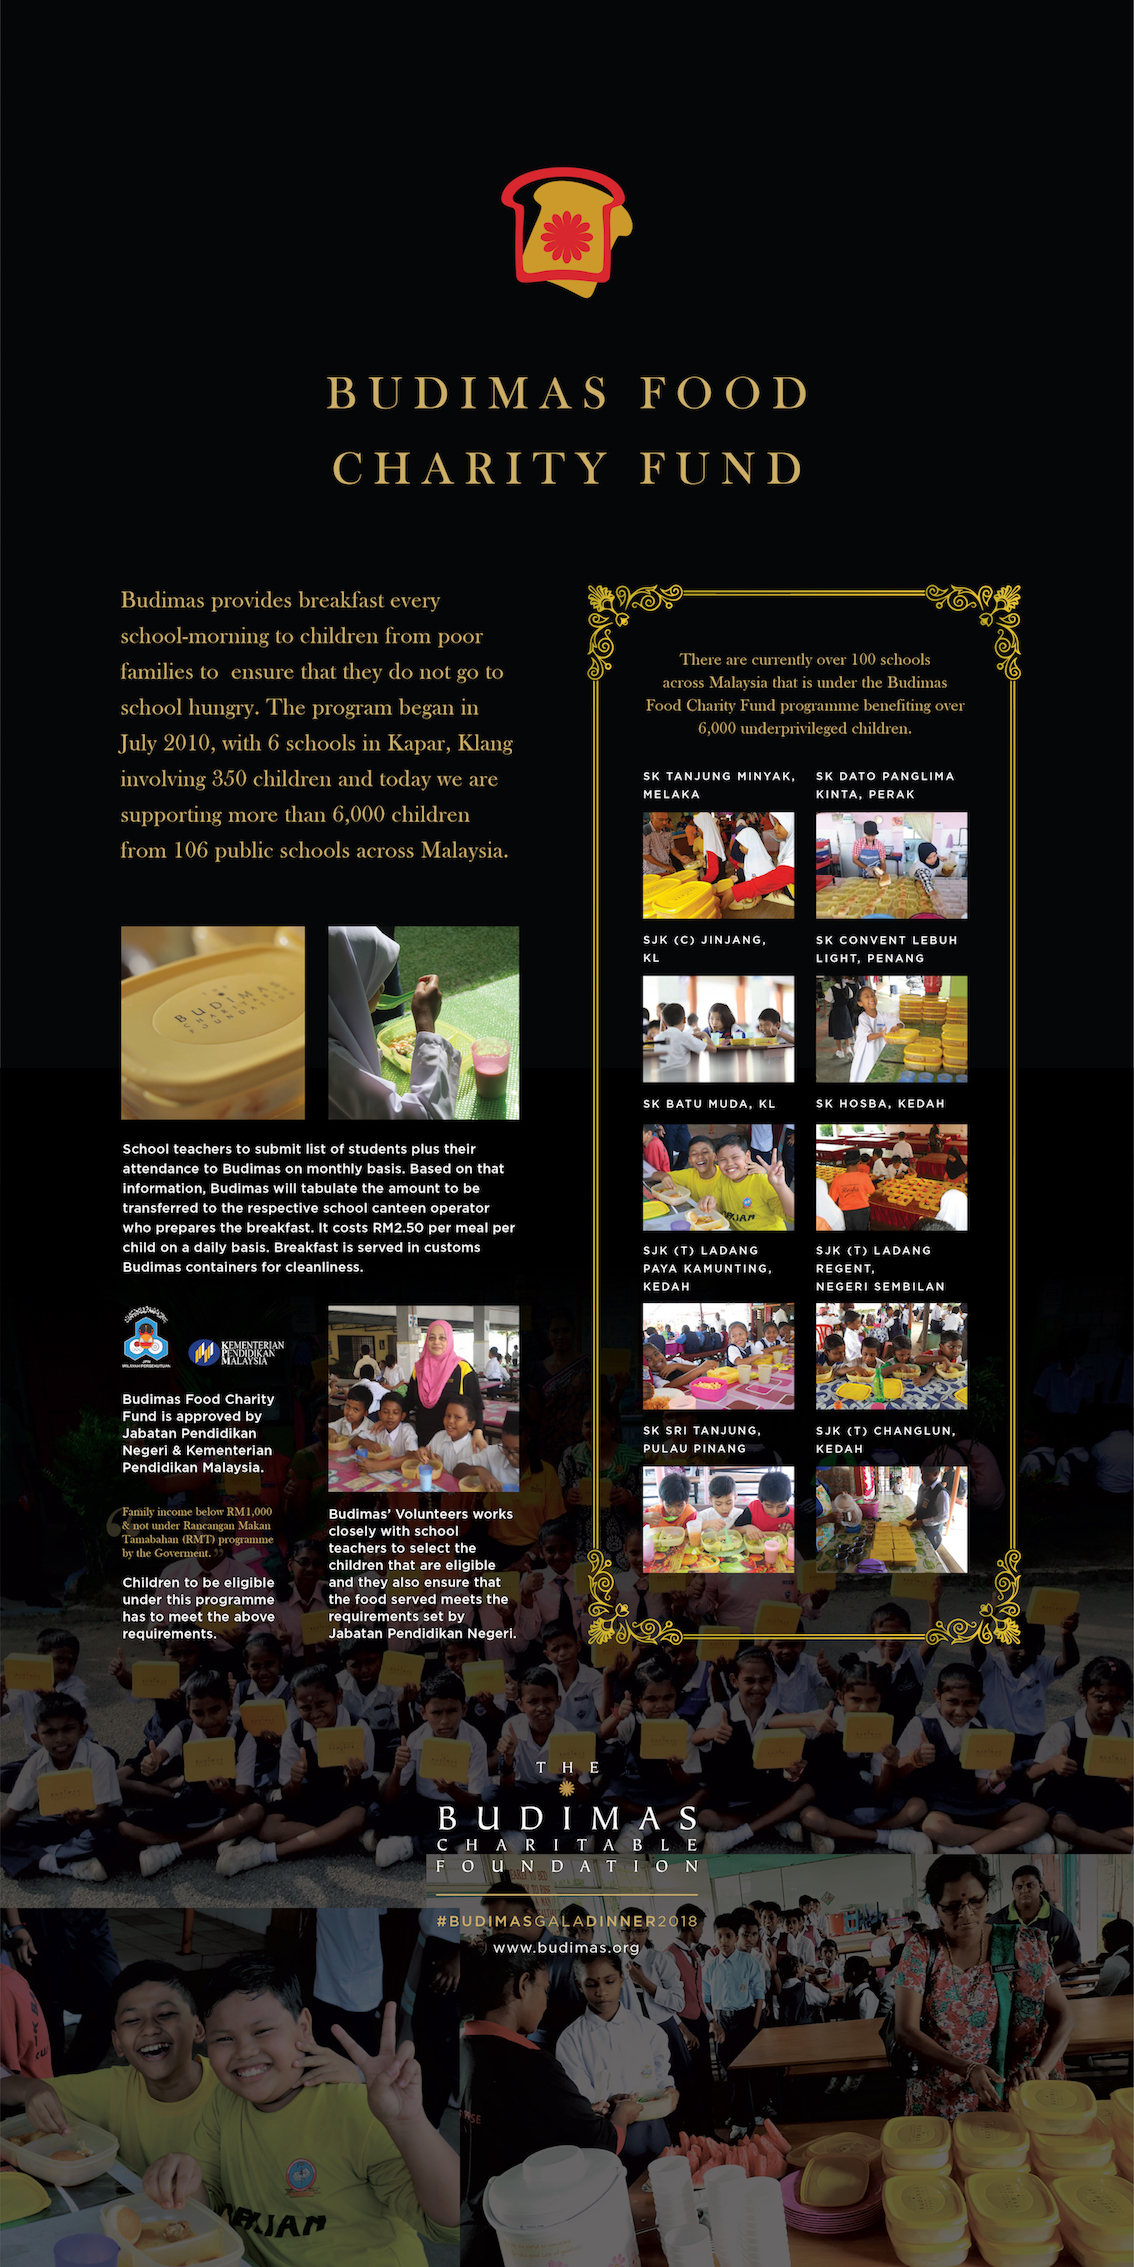 BUDIMAS FOOD
CHARITY FUND
Budimas provides breakfast every
school-morning to children from poor
families to ensure that they do not go to
school hungry. The program began in
July 2010, with 6 schools in Kapar, Klang
involving 350 children and today we are
supporting more than 6,000 children
from 106 public schools across Malaysia.
BUDIMAS
CHARITABLE
FOUNDATION
School teachers to submit list of students plus their
attendance to Budimas on monthly basis. Based on that
information, Budimas will tabulate the amount to be
transferred to the respective school canteen operator
who prepares the breakfast. It costs RM2.50 per meal per
child on a daily basis. Breakfast is served in customs
Budimas containers for cleanliness.
JPN
WILAYAH PERSEKUTUAN
KEMENTERIAN
PENDIDIKAN
MALAYSIA
Budimas Food Charity
Fund is approved by
Jabatan Pendidikan
Negeri & Kementerian
Pendidikan Malaysia.
“Family income below RM1,000
& not under Rancangan Makan
Tamabahan (RMT) programme
by the Goverment.”
Children to be eligible
under this programme
has to meet the above
requirements.
Budimas’ Volunteers works
closely with school
teachers to select the
children that are eligible
and they also ensure that
the food served meets the
requirements set by
Jabatan Pendidikan Negeri.
There are currently over 100 schools
across Malaysia that is under the Budimas
Food Charity Fund programme benefiting over
6,000 underprivileged children.
SK TANJUNG MINYAK,
MELAKA
SK DATO PANGLIMA
KINTA, PERAK
SJK (C) JINJANG,
KL
SK CONVENT LEBUH
LIGHT, PENANG
SK BATU MUDA, KL
SK HOSBA, KEDAH
SJK (T) LADANG
PAYA KAMUNTING,
KEDAH
SJK (T) LADANG
REGENT,
NEGERI SEMBILAN
SK SRI TANJUNG,
PULAU PINANG
SJK (T) CHANGLUN,
KEDAH
THE
BUDIMAS
CHARITABLE
FOUNDATION
#BUDIMASGALADINNER2018
www.budimas.org